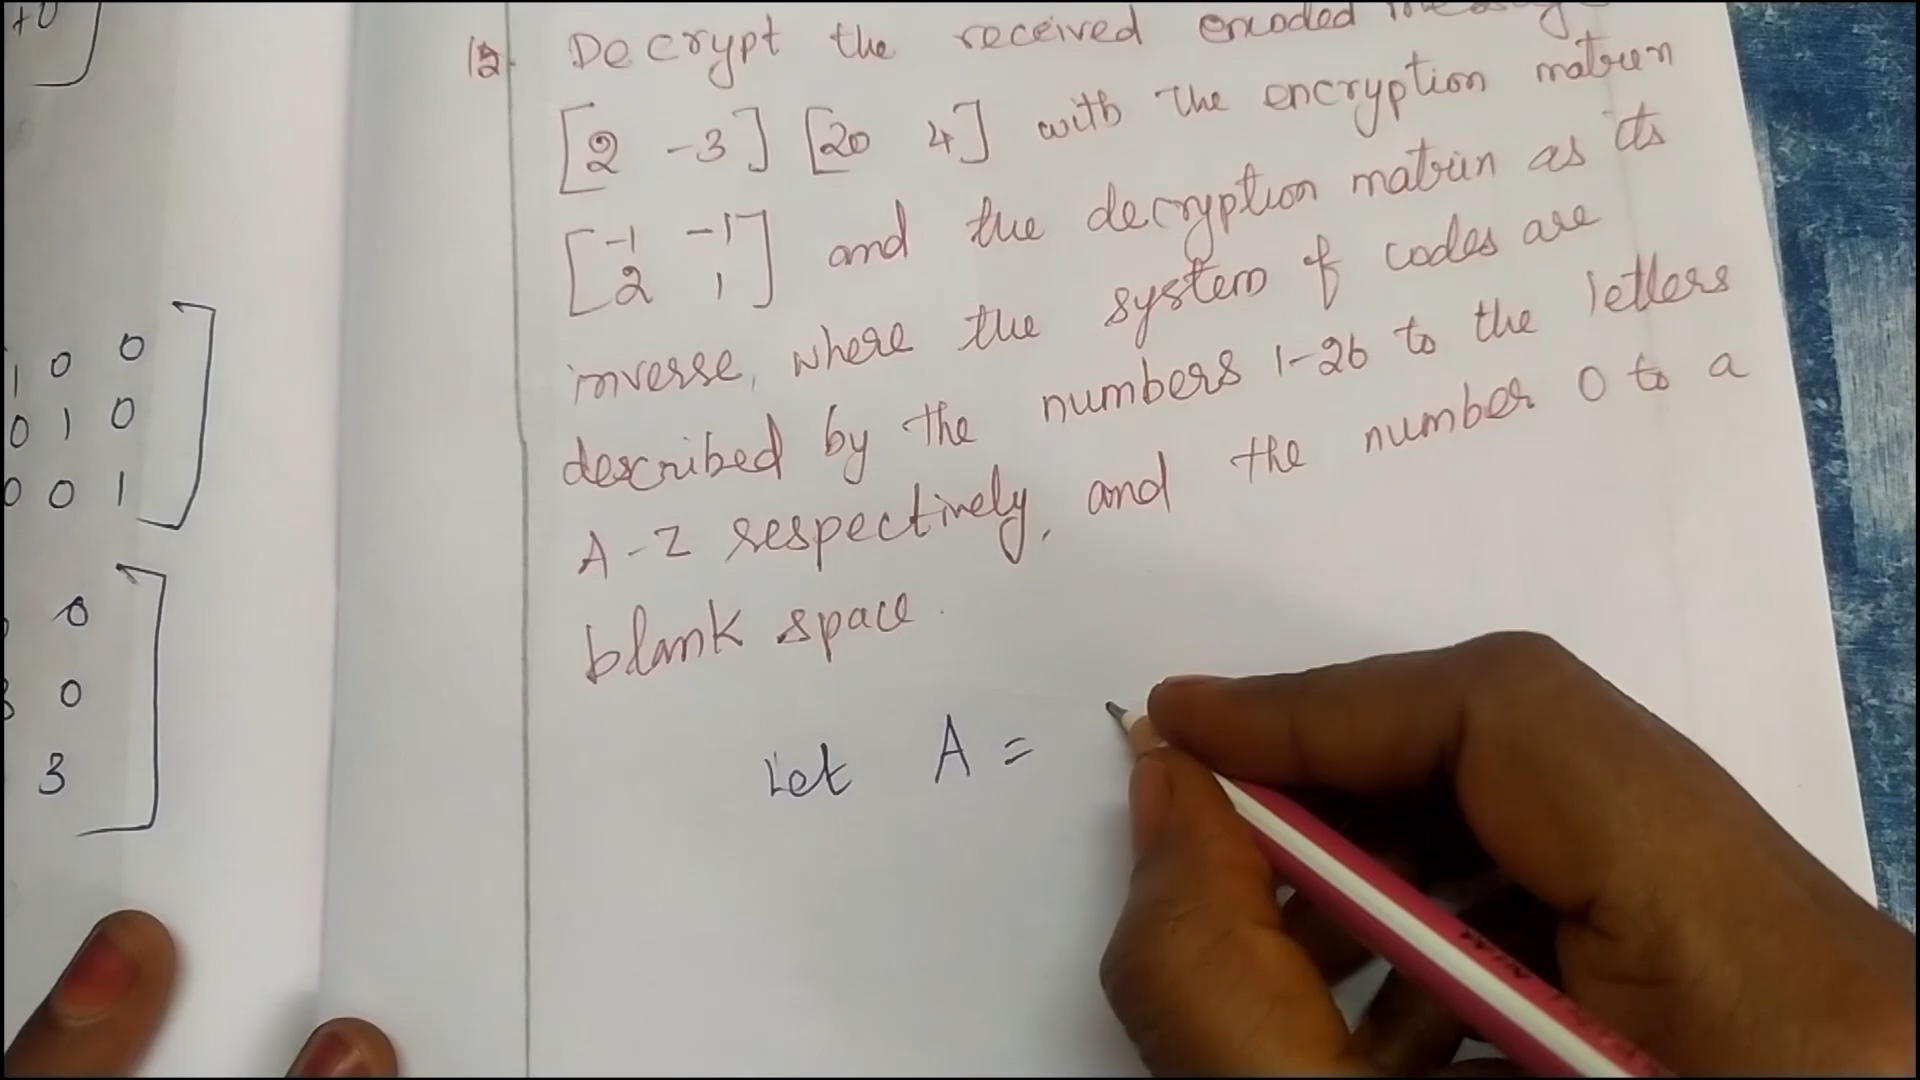 +0
1 0 0
0 1 0
0 0 1
0
0
3
12. Decrypt the received encoded
[2 -3] [20 4] with the encryption matrix
[-1 -1
2 1] and the decryption matrix as its
inverse, where the system of codes are
described by the numbers 1-26 to the letters
A-Z respectively, and the number 0 to a
blank space.
Let A =